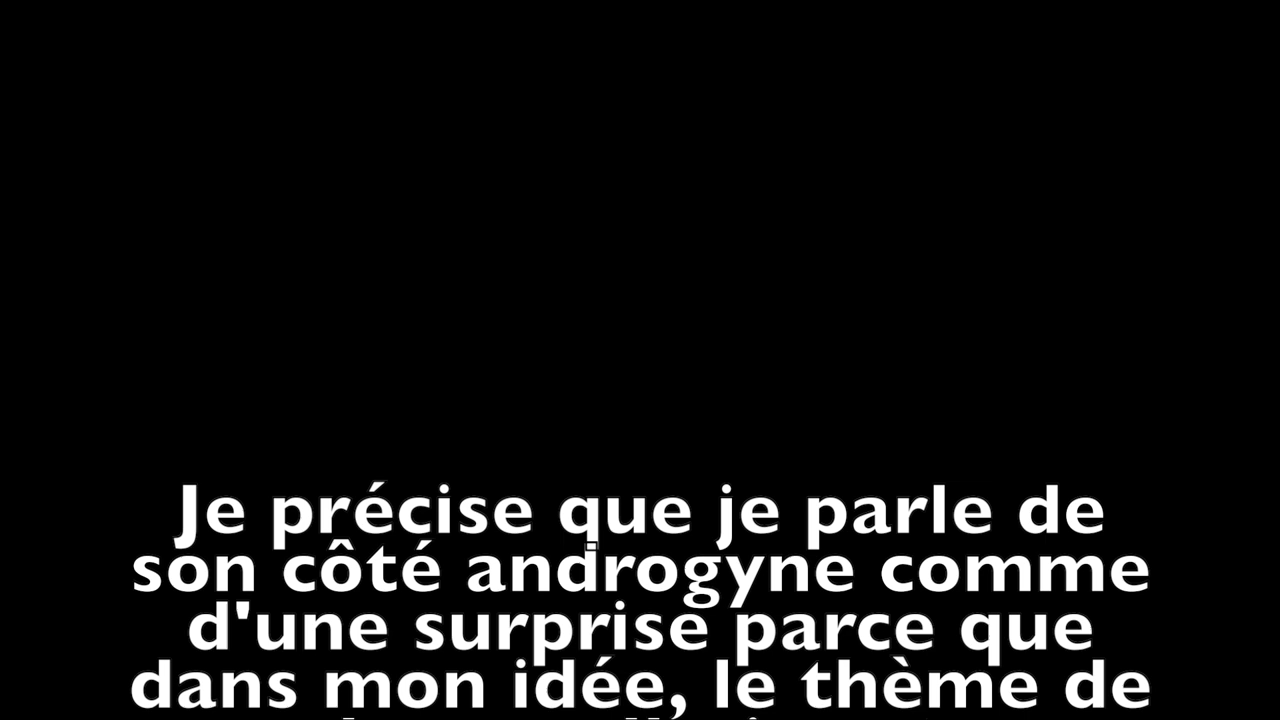 Je précise que je parle de
son côté androgyne comme
d'une surprise parce que
dans mon idée, le thème de